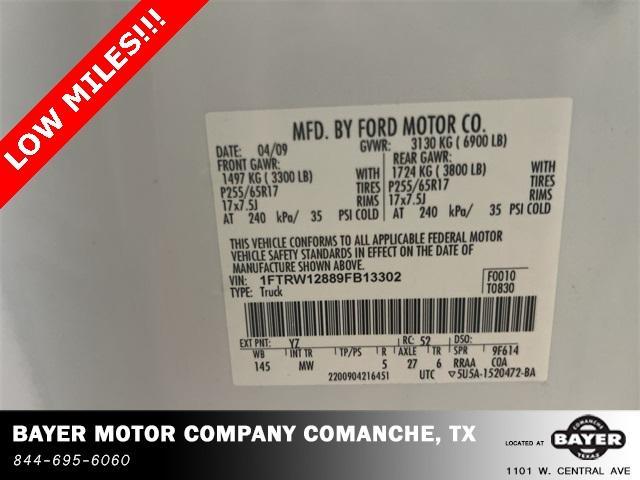 LOW MILES!!!
MFD. BY FORD MOTOR CO.
DATE: 04/09 GVWR: 3130 KG ( 6900 LB)
FRONT GAWR: REAR GAWR:
1497 KG ( 3300 LB) WITH 1724 KG ( 3800 LB) WITH
P255/65R17 TIRES P255/65R17 TIRES
17x7.5J RIMS 17x7.5J RIMS
AT 240 kPa/ 35 PSI COLD AT 240 kPa/ 35 PSI COLD
THIS VEHICLE CONFORMS TO ALL APPLICABLE FEDERAL MOTOR
VEHICLE SAFETY STANDARDS IN EFFECT ON THE DATE OF
MANUFACTURE SHOWN ABOVE.
VIN: 1FTRW12889FB13302 F0010
TYPE: Truck T0830
EXT PNT: YZ RC: 52 DSO:
WB INT TR TP/PS R AXLE TR SPR 9F614
145 MW 5 27 6 RRAA COA
2200904216451 UTC ▽5U5A-1520472-BA
BAYER MOTOR COMPANY COMANCHE, TX
844-695-6060
LOCATED AT
COMANCHE
BAYER
TEXAS
1101 W. CENTRAL AVE